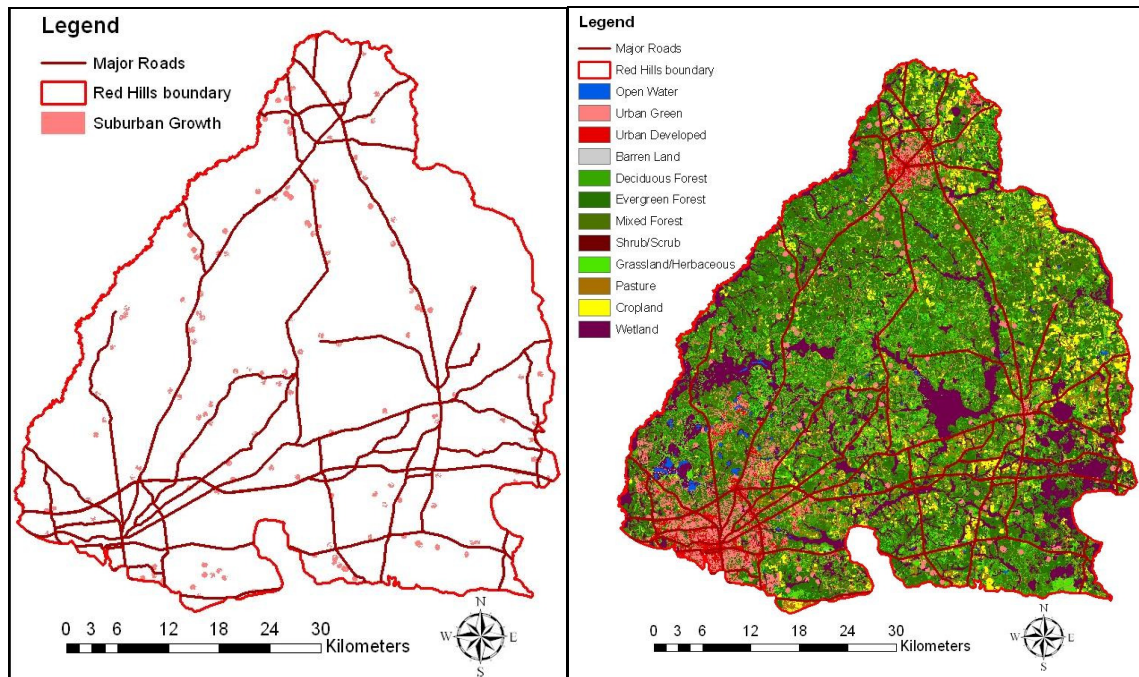 Legend
Major Roads
Red Hills boundary
Suburban Growth
N
W
E
S
0 3 6 12 18 24 30
Kilometers
Legend
Major Roads
Red Hills boundary
Open Water
Urban Green
Urban Developed
Barren Land
Deciduous Forest
Evergreen Forest
Mixed Forest
Shrub/Scrub
Grassland/Herbaceous
Pasture
Cropland
Wetland
N
W
E
S
0 3 6 12 18 24 30
Kilometers